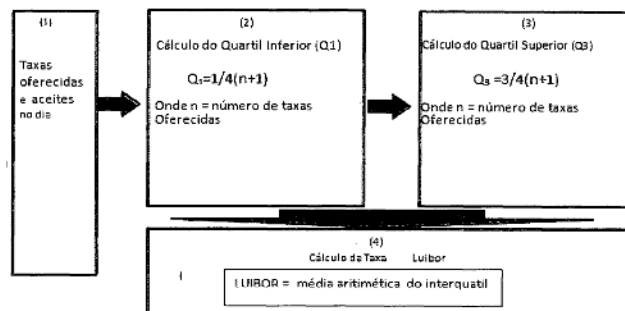 (1)
Taxas
oferecidas
e aceites
no dia
(2)
Cálculo do Quartil Inferior (Q1)
Q₁=1/4(n+1)
Onde n = número de taxas
Oferecidas
(3)
Cálculo do Quartil Superior (Q3)
Q₃ =3/4(n+1)
Onde n = número de taxas
Oferecidas
(4)
Cálculo da Taxa Luibor
LUIBOR = média aritimética do interquatil